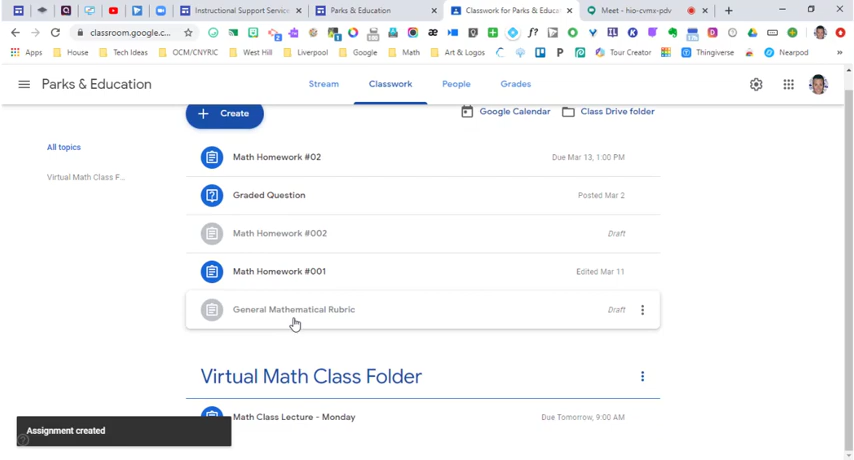 Instructional Support Service
Parks & Education
Classwork for Parks & Educati
Meet - hio-cvmx-pdv
classroom.google.c...
Apps
House
Tech Ideas
OCM/CNYRIC
West Hill
Liverpool
Google
Math
Art & Logos
Tour Creator
Thingiverse
Nearpod
Parks & Education
Stream
Classwork
People
Grades
Create
Google Calendar
Class Drive folder
All topics
Virtual Math Class F...
Math Homework #02
Due Mar 13, 1:00 PM
Graded Question
Posted Mar 2
Math Homework #002
Draft
Math Homework #001
Edited Mar 11
General Mathematical Rubric
Draft
Virtual Math Class Folder
Math Class Lecture - Monday
Due Tomorrow, 9:00 AM
Assignment created